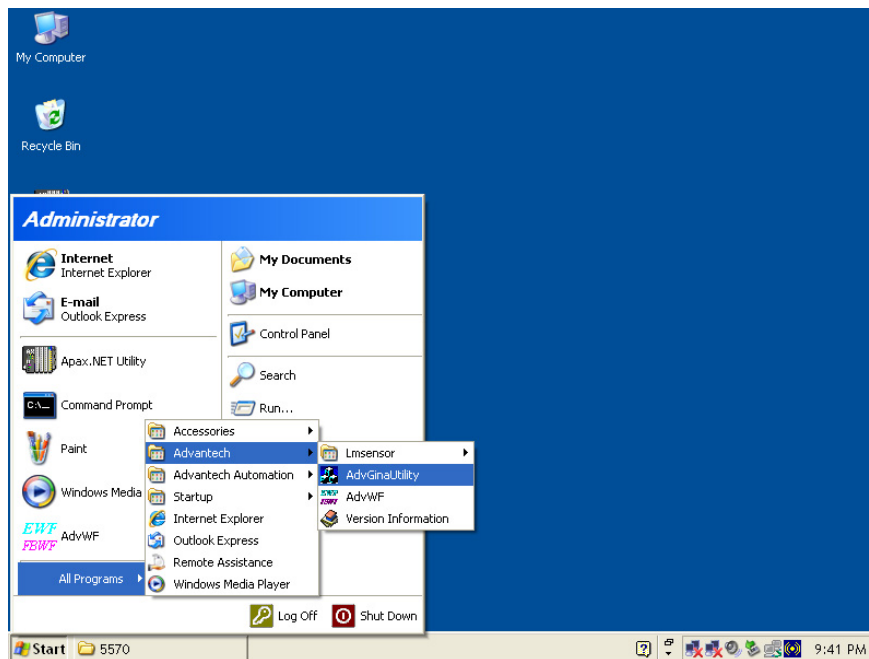 My Computer
Recycle Bin
Administrator
Internet
Internet Explorer
E-mail
Outlook Express
Apax.NET Utility
C:\_
Command Prompt
Paint
Windows Media
EWF
FBWF
AdvWF
All Programs
My Documents
My Computer
Control Panel
Search
Run...
Accessories
Advantech
Advantech Automation
Startup
Internet Explorer
Outlook Express
Remote Assistance
Windows Media Player
Lmsensor
AdvGinaUtility
EWF
FBWF
AdvWF
Version Information
Log Off
Shut Down
Start
5570
9:41 PM